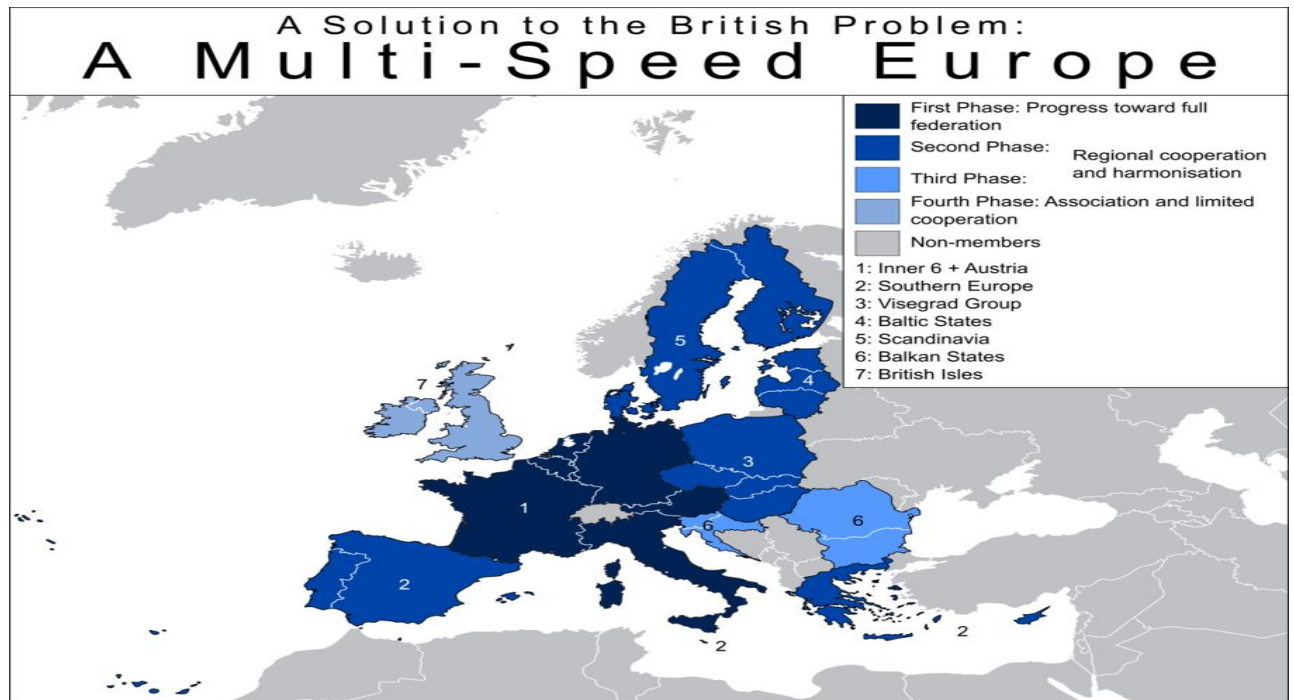 A Solution to the British Problem:
A Multi-Speed Europe
First Phase: Progress toward full
federation
Second Phase:
Regional cooperation
and harmonisation
Third Phase:
Fourth Phase: Association and limited
cooperation
Non-members
1: Inner 6 + Austria
2: Southern Europe
3: Visegrad Group
4: Baltic States
5: Scandinavia
6: Balkan States
7: British Isles
5
7
4
3
1
6
6
2
2
2